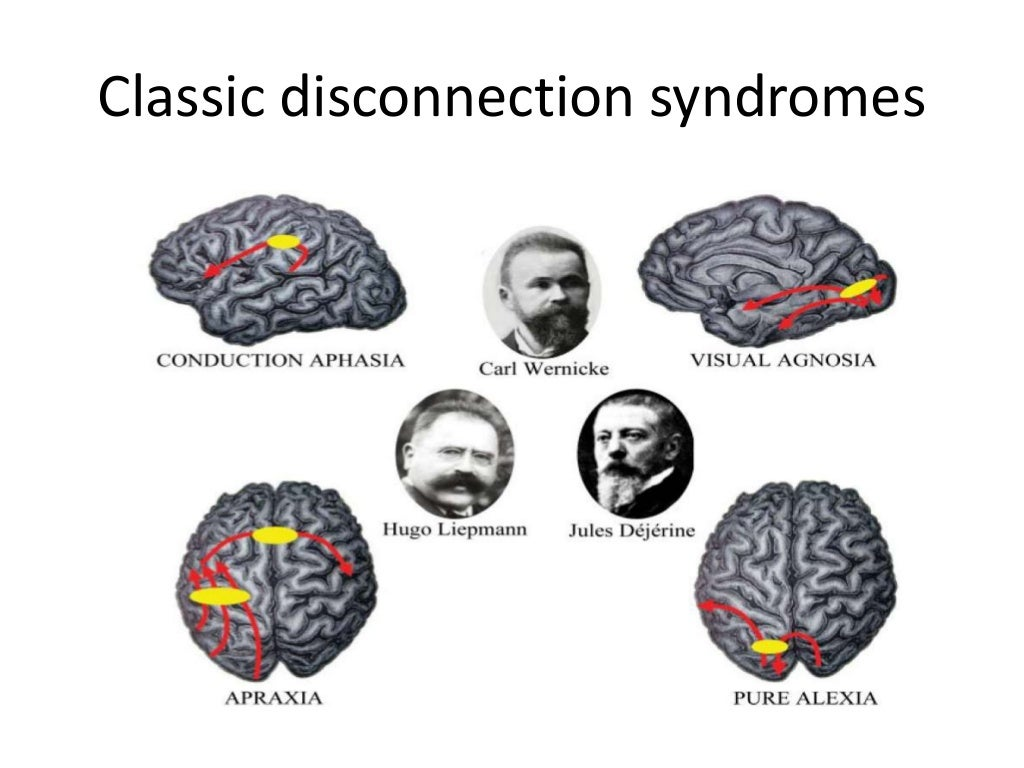 Classic disconnection syndromes
CONDUCTION APHASIA
Carl Wernicke
VISUAL AGNOSIA
Hugo Liepmann
Jules Déjérine
APRAXIA
PURE ALEXIA